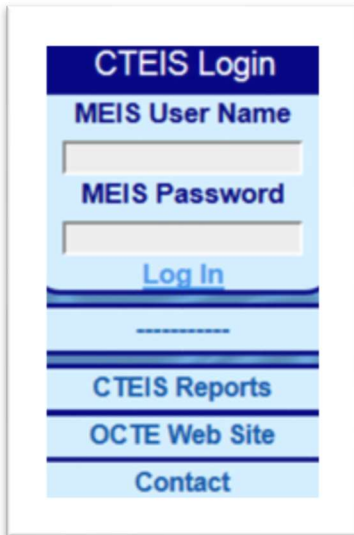 CTEIS Login
MEIS User Name
MEIS Password
Log In
-----------
CTEIS Reports
OCTE Web Site
Contact